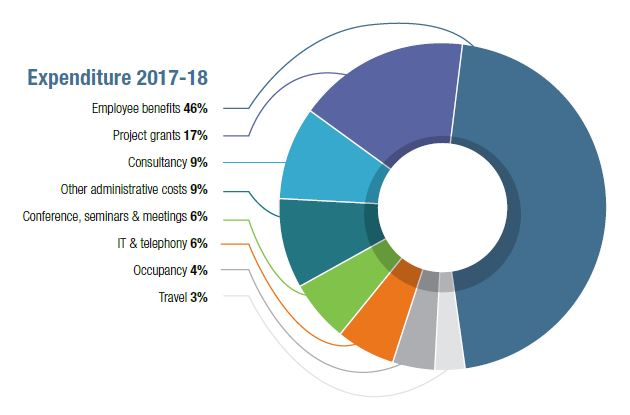 Expenditure 2017-18
Employee benefits 46%
Project grants 17%
Consultancy 9%
Other administrative costs 9%
Conference, seminars & meetings 6%
IT & telephony 6%
Occupancy 4%
Travel 3%